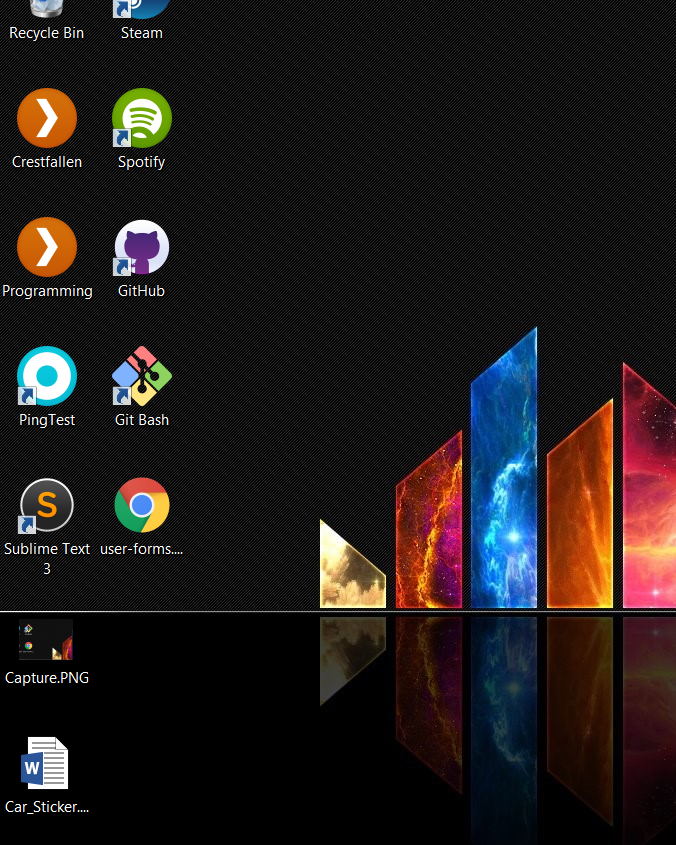 Recycle Bin
Steam
Crestfallen
Spotify
Programming
GitHub
PingTest
Git Bash
Sublime Text
3
user-forms....
Capture.PNG
Car_Sticker....